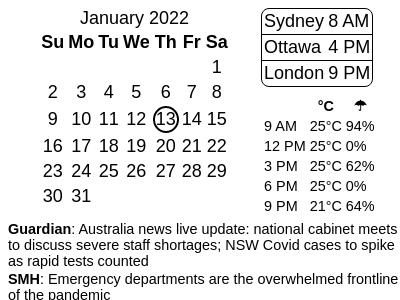 January 2022
Su Mo Tu We Th Fr Sa
1
2 3 4 5 6 7 8
9 10 11 12 13 14 15
16 17 18 19 20 21 22
23 24 25 26 27 28 29
30 31
Sydney 8 AM
Ottawa 4 PM
London 9 PM
°C ☂
9 AM 25°C 94%
12 PM 25°C 0%
3 PM 25°C 62%
6 PM 25°C 0%
9 PM 21°C 64%
Guardian: Australia news live update: national cabinet meets
to discuss severe staff shortages; NSW Covid cases to spike
as rapid tests counted
SMH: Emergency departments are the overwhelmed frontline
of the pandemic